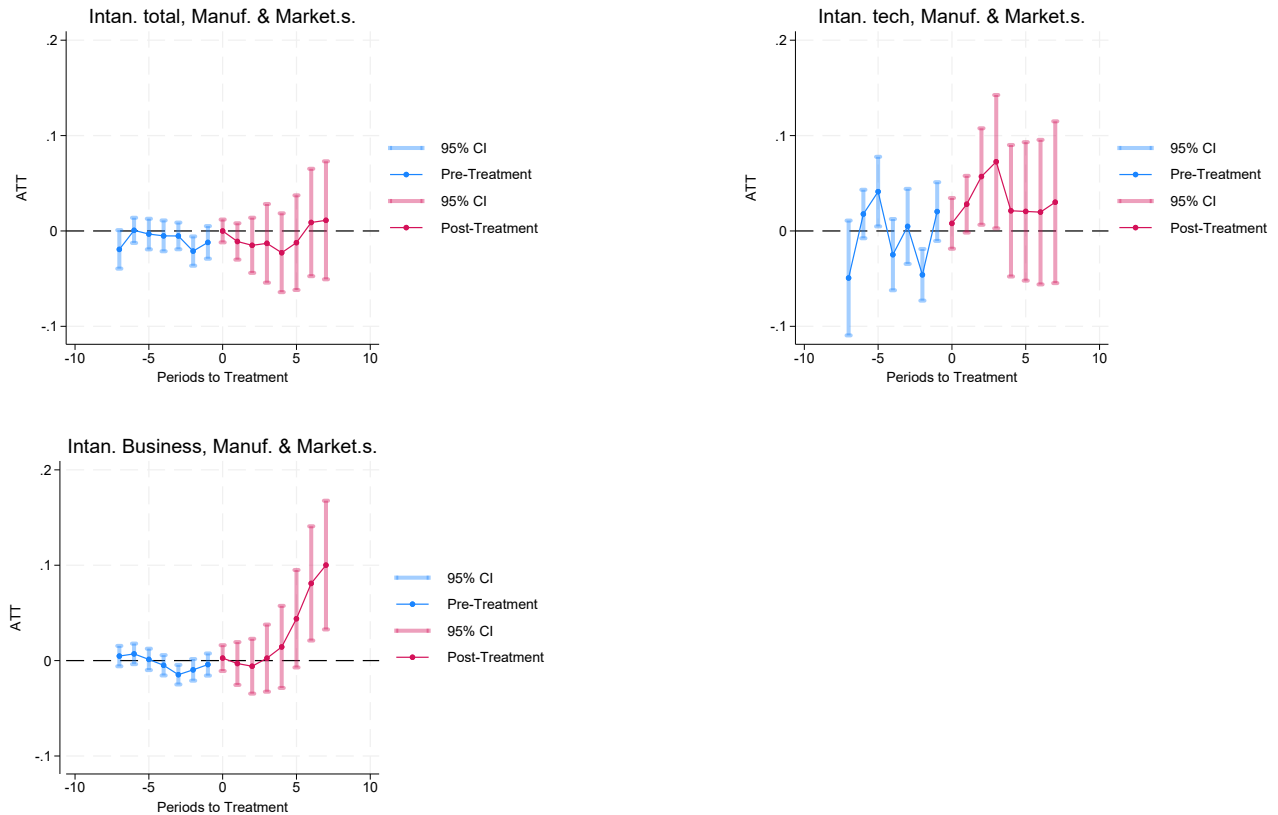 Intan. total, Manuf. & Market.s.
.2
.1
0
-.1
ATT
-10 -5 0 5 10
Periods to Treatment
95% CI
Pre-Treatment
95% CI
Post-Treatment
Intan. tech, Manuf. & Market.s.
.2
.1
0
-.1
ATT
-10 -5 0 5 10
Periods to Treatment
95% CI
Pre-Treatment
95% CI
Post-Treatment
Intan. Business, Manuf. & Market.s.
.2
.1
0
-.1
ATT
-10 -5 0 5 10
Periods to Treatment
95% CI
Pre-Treatment
95% CI
Post-Treatment